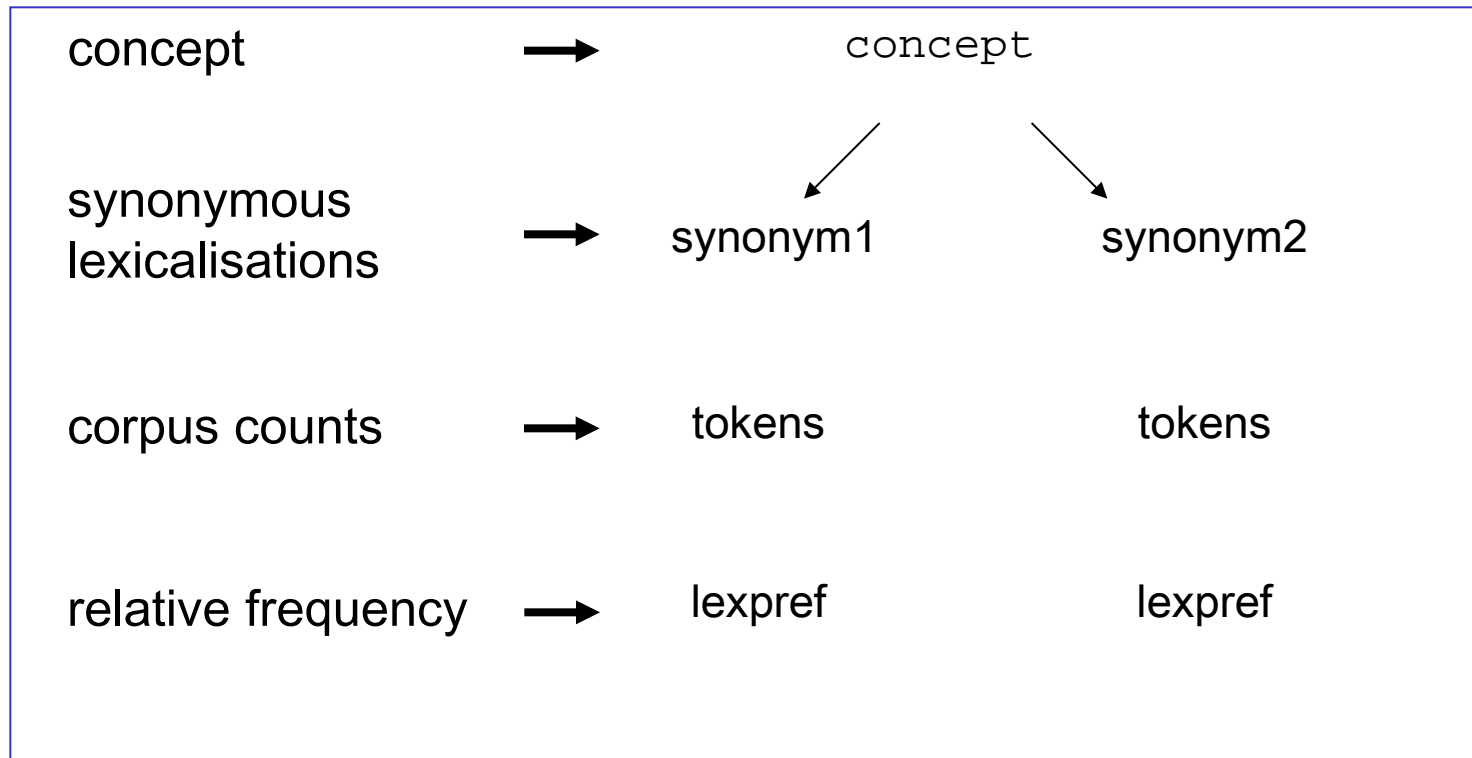 concept concept
synonymous
lexicalisations synonym1 synonym2
corpus counts tokens tokens
relative frequency lexpref lexpref